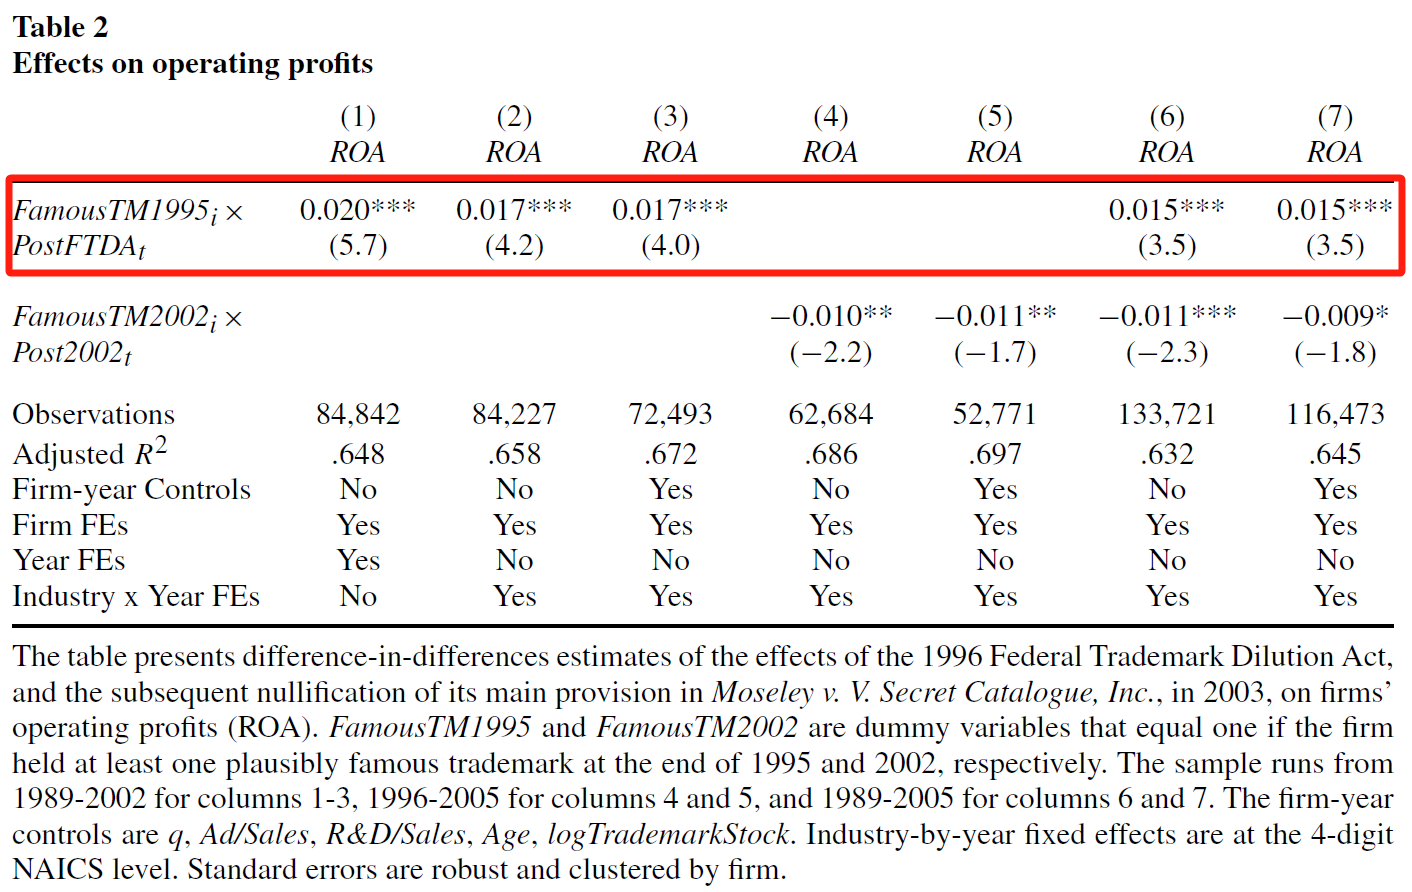 Table 2
Effects on operating profits
(1) (2) (3) (4) (5) (6) (7)
ROA ROA ROA ROA ROA ROA ROA
FamousTM1995i × 0.020*** 0.017*** 0.017*** 0.015*** 0.015***
PostFTDAt (5.7) (4.2) (4.0) (3.5) (3.5)
FamousTM2002i × −0.010** −0.011** −0.011*** −0.009*
Post2002t (−2.2) (−1.7) (−2.3) (−1.8)
Observations 84,842 84,227 72,493 62,684 52,771 133,721 116,473
Adjusted R2 .648 .658 .672 .686 .697 .632 .645
Firm-year Controls No No Yes No Yes No Yes
Firm FEs Yes Yes Yes Yes Yes Yes Yes
Year FEs Yes No No No No No No
Industry x Year FEs No Yes Yes Yes Yes Yes Yes
The table presents difference-in-differences estimates of the effects of the 1996 Federal Trademark Dilution Act,
and the subsequent nullification of its main provision in Moseley v. V. Secret Catalogue, Inc., in 2003, on firms’
operating profits (ROA). FamousTM1995 and FamousTM2002 are dummy variables that equal one if the firm
held at least one plausibly famous trademark at the end of 1995 and 2002, respectively. The sample runs from
1989-2002 for columns 1-3, 1996-2005 for columns 4 and 5, and 1989-2005 for columns 6 and 7. The firm-year
controls are q, Ad/Sales, R&D/Sales, Age, logTrademarkStock. Industry-by-year fixed effects are at the 4-digit
NAICS level. Standard errors are robust and clustered by firm.